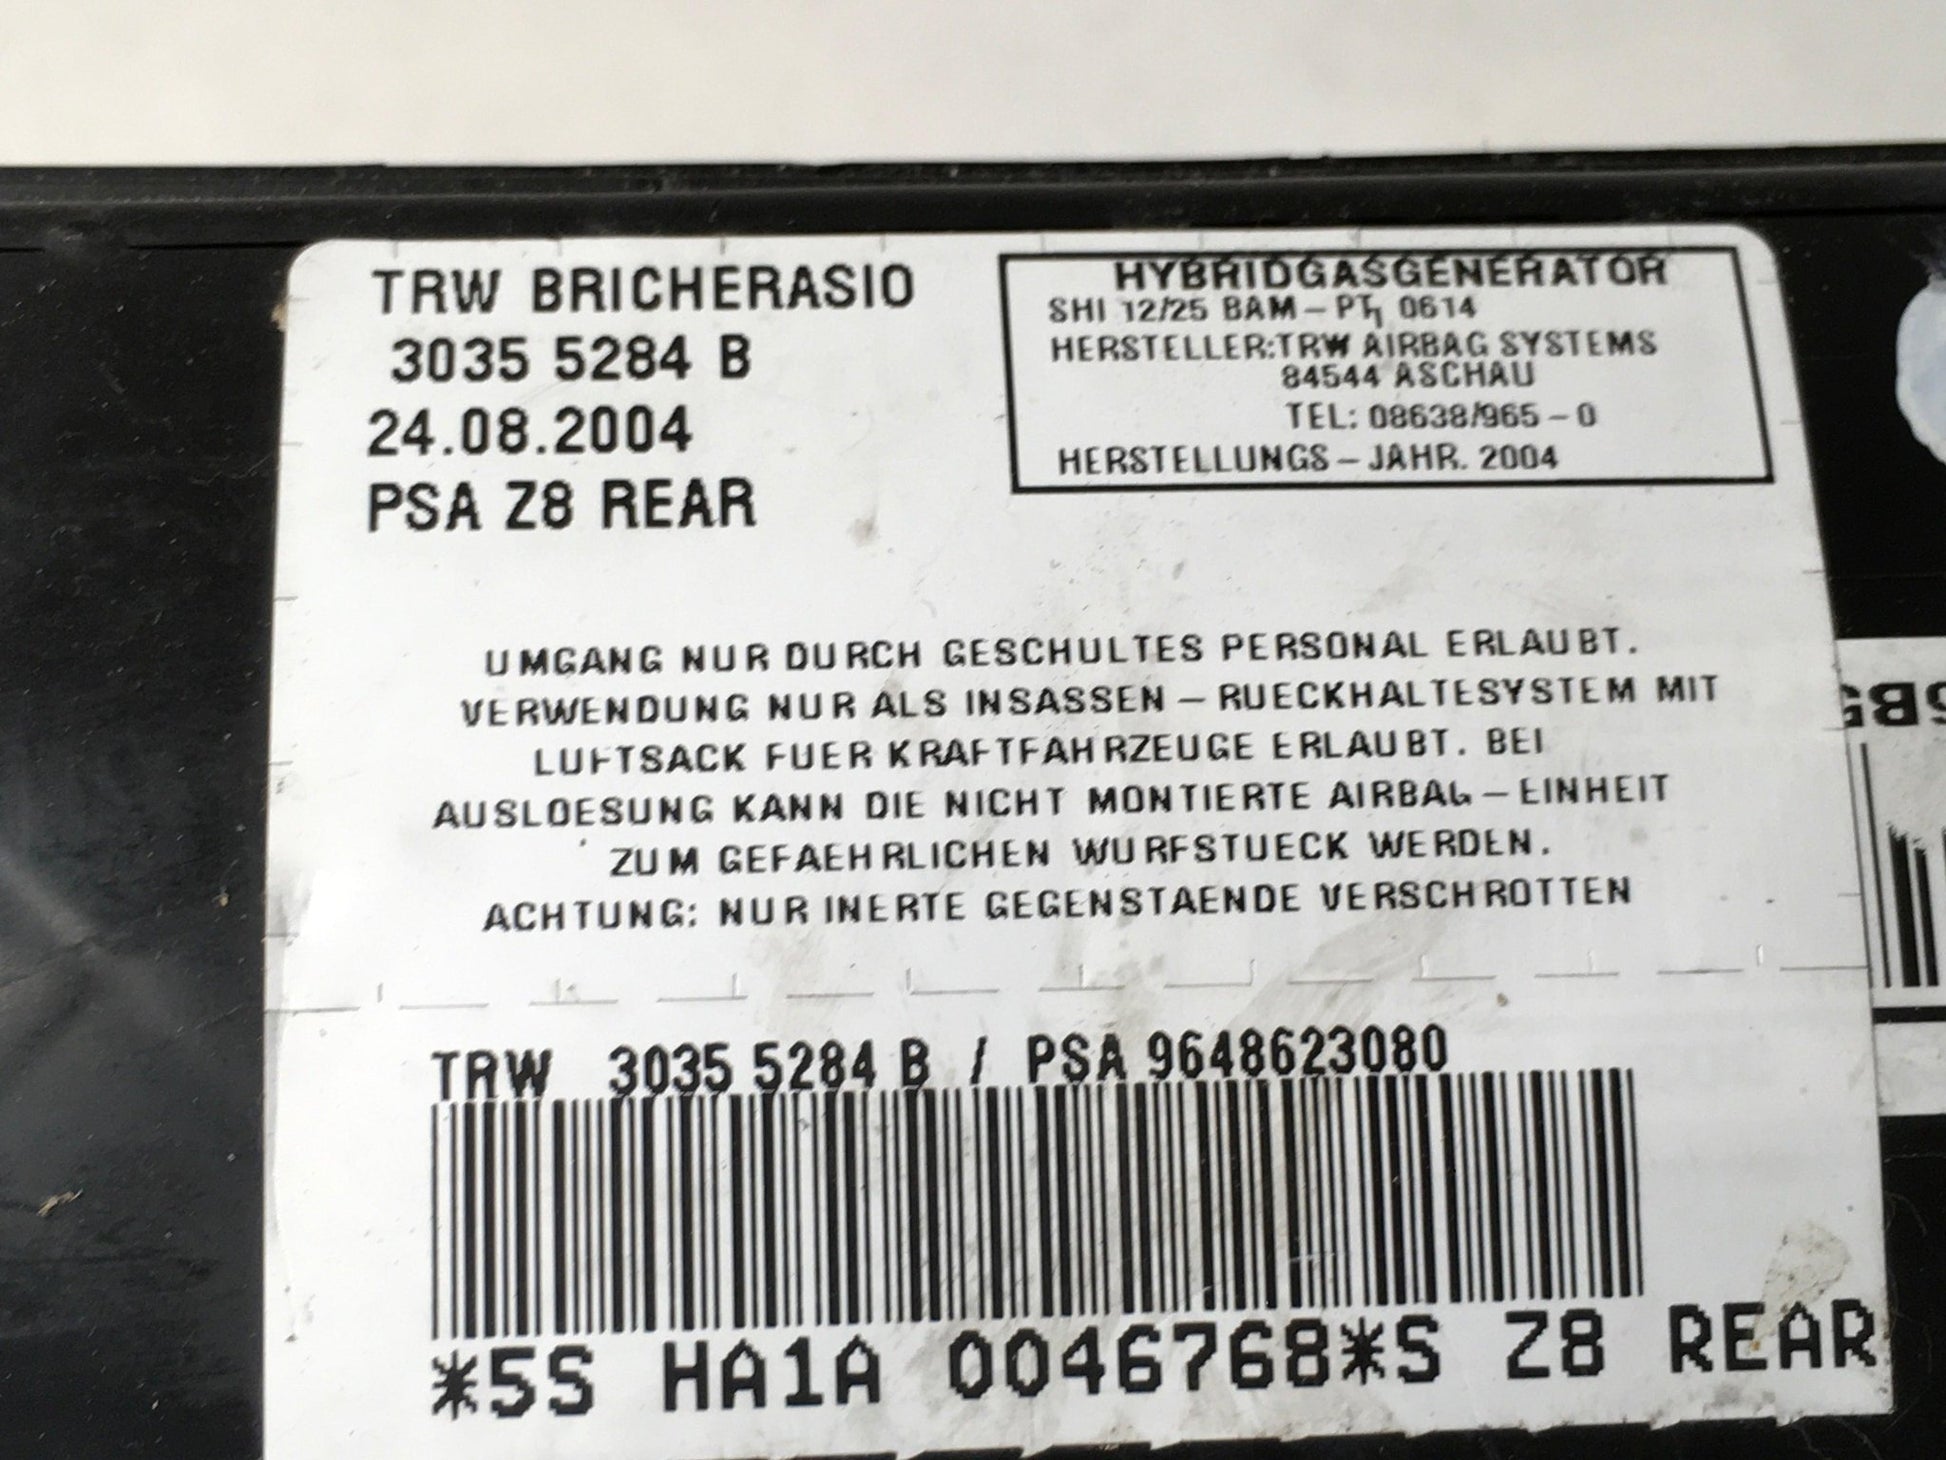 TRW BRICHERASIO
3035 5284 B
24.08.2004
PSA Z8 REAR
HYBRIDGASGENERATOR
SHI 12/25 BAM - PT1 0614
HERSTELLER:TRW AIRBAG SYSTEMS
84544 ASCHAU
TEL: 08638/965 - 0
HERSTELLUNGS - JAHR. 2004
UMGANG NUR DURCH GESCHULTES PERSONAL ERLAUBT.
VERWENDUNG NUR ALS INSASSEN - RUECKHALTESYSTEM MIT
LUFTSACK FUER KRAFTFAHRZEUGE ERLAUBT. BEI
AUSLOESUNG KANN DIE NICHT MONTIERTE AIRBAG - EINHEIT
ZUM GEFAEHRLICHEN WURFSTUECK WERDEN.
ACHTUNG: NUR INERTE GEGENSTAENDE VERSCHROTTEN
TRW 3035 5284 B / PSA 9648623080
*5S HA1A 0046768*S Z8 REAR